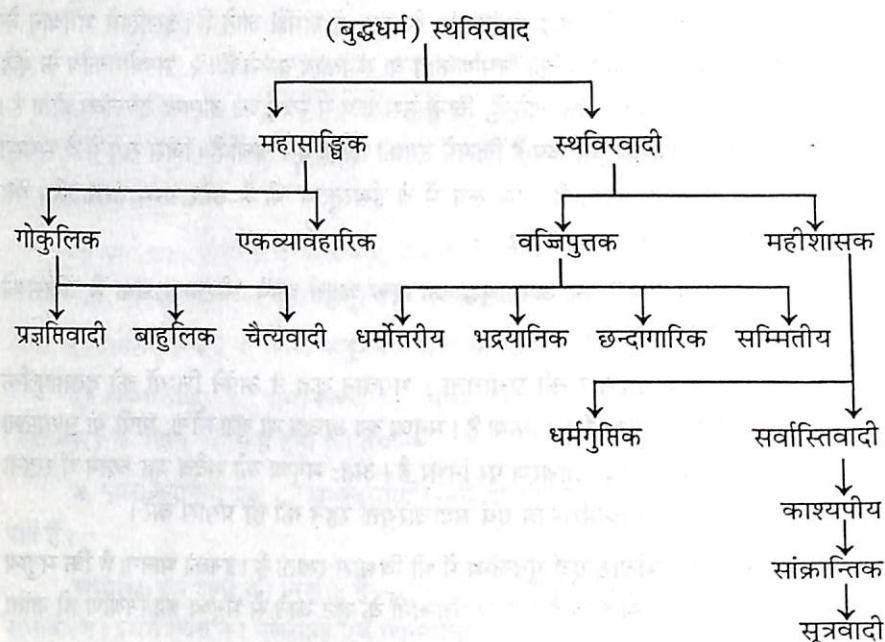 (बुद्धधर्म) स्थविरवाद
महासाङ्घिक स्थविरवादी
गोकुलिक एकव्यावहारिक वज्जिपुत्तक महीशासक
प्रज्ञप्तिवादी बाहुलिक चैत्यवादी धर्मोत्तरीय भद्रयानिक छन्दागारिक सम्मितीय
धर्मगुप्तिक सर्वास्तिवादी
काश्यपीय
सांक्रान्तिक
सूत्रवादी